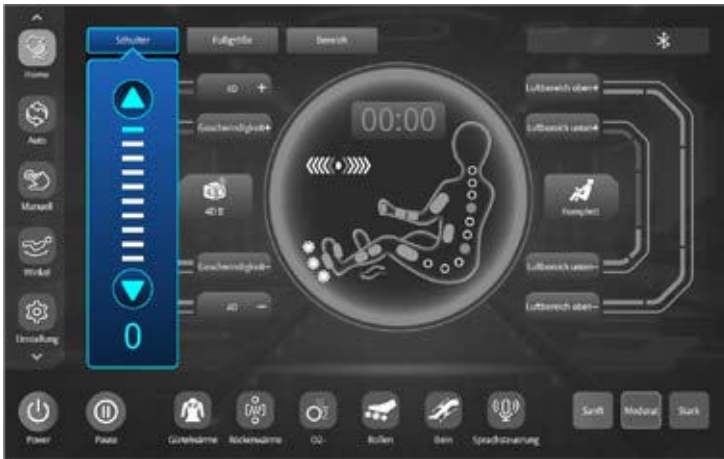 Schulter
Fußgröße
Bereich
Home
Auto
Manuell
Winkel
Einstellung
0
4D +
Geschwindigkeit+
4D II
Geschwindigkeit-
4D -
00:00
Luftbereich oben+
Luftbereich unten+
Komplett
Luftbereich unten-
Luftbereich oben-
Power
Pause
Gürtelwärme
Rückenwärme
O2-
Rollen
Bein
Sprachsteuerung
Sanft
Moderat
Stark